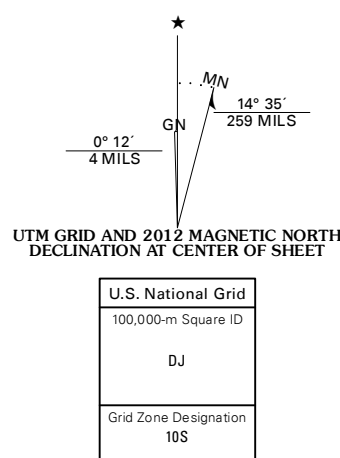 MN
GN
14° 35´
259 MILS
0° 12´
4 MILS
UTM GRID AND 2012 MAGNETIC NORTH
DECLINATION AT CENTER OF SHEET
U.S. National Grid
100,000-m Square ID
DJ
Grid Zone Designation
10S